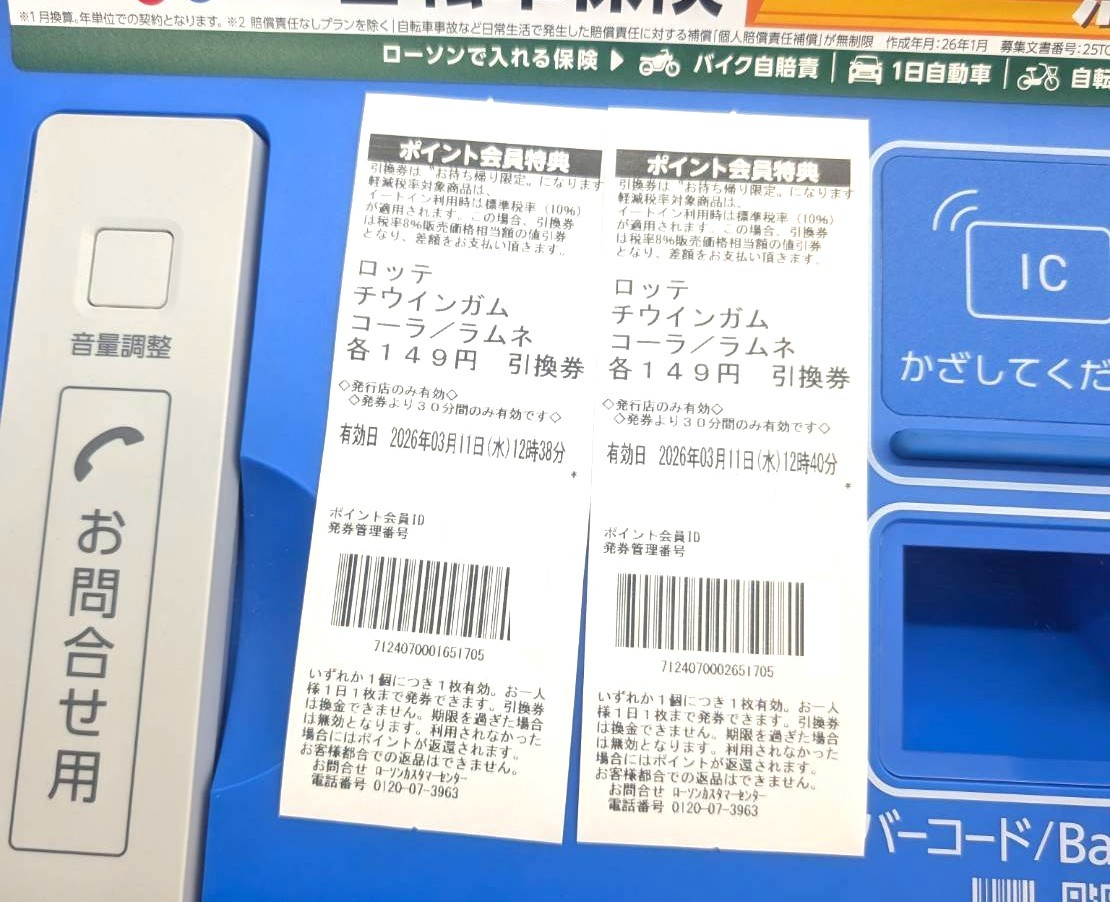 ※1月換算。年単位での契約となります。※2 賠償責任なしプランを除く｜自転車事故など日常生活で発生した賠償責任に対する補償「個人賠償責任補償」が無制限 作成年月:26年1月 募集文書番号:25TC
ローソンで入れる保険 ▶ バイク自賠責 | 1日自動車 | 自転
音量調整
お問合せ用
ポイント会員特典
引換券は〝お持ち帰り限定〟になります
軽減税率対象商品は、
イートイン利用時は標準税率（10%）
が適用されます。この場合、引換券
は税率8%販売価格相当額の値引券
となり、差額をお支払い頂きます。
ロッテ
チウインガム
コーラ／ラムネ
各１４９円　引換券
◇発行店のみ有効◇
◇発券より３０分間のみ有効です◇
有効日 2026年03月11日(水)12時38分
*
ポイント会員ID
発券管理番号
7124070001651705
いずれか１個につき１枚有効。お一人
様１日１枚まで発券できます。引換券
は換金できません。期限を過ぎた場合
は無効となります。利用されなかった
場合にはポイントが返還されます。
お客様都合での返品はできません。
お問合せ ﾛｰｿﾝｶｽﾀﾏｰｾﾝﾀｰ
電話番号 0120-07-3963
ポイント会員特典
引換券は〝お持ち帰り限定〟になります
軽減税率対象商品は、
イートイン利用時は標準税率（10%）
が適用されます。この場合、引換券
は税率8%販売価格相当額の値引券
となり、差額をお支払い頂きます。
ロッテ
チウインガム
コーラ／ラムネ
各１４９円　引換券
◇発行店のみ有効◇
◇発券より３０分間のみ有効です◇
有効日 2026年03月11日(水)12時40分
*
ポイント会員ID
発券管理番号
7124070002651705
いずれか１個につき１枚有効。お一人
様１日１枚まで発券できます。引換券
は換金できません。期限を過ぎた場合
は無効となります。利用されなかった
場合にはポイントが返還されます。
お客様都合での返品はできません。
お問合せ ﾛｰｿﾝｶｽﾀﾏｰｾﾝﾀｰ
電話番号 0120-07-3963
IC
かざしてくだ
バーコード/Ba